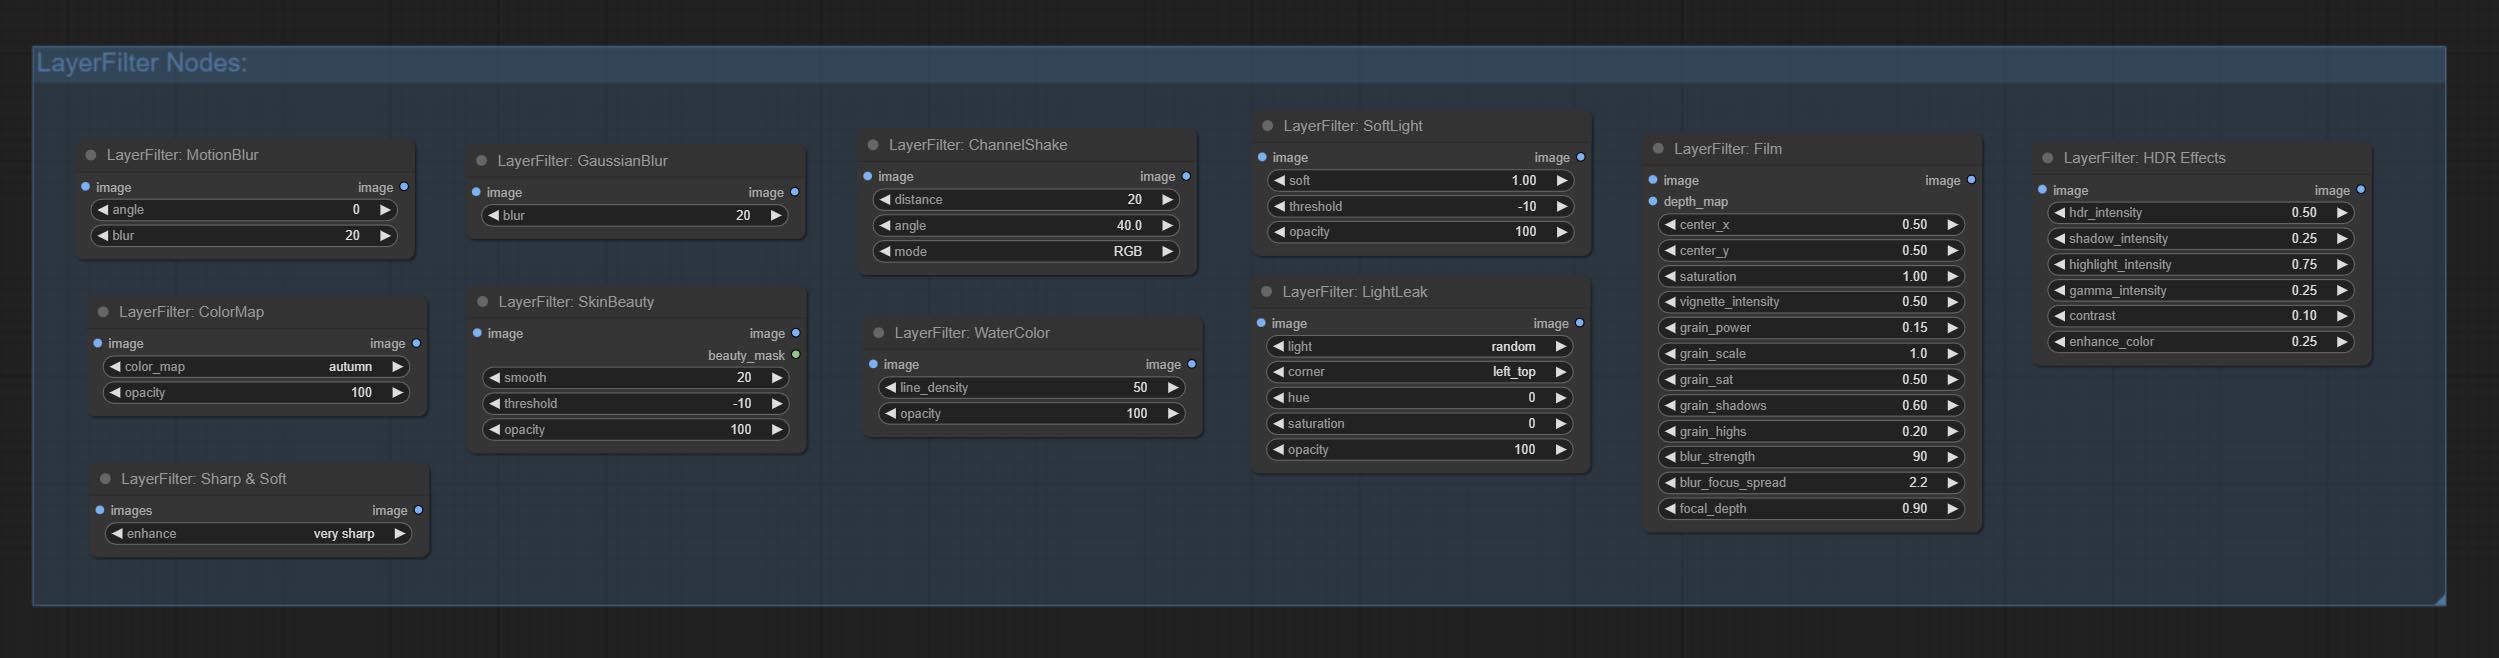 LayerFilter Nodes:
LayerFilter: MotionBlur
image image
angle 0
blur 20
LayerFilter: ColorMap
image image
color_map autumn
opacity 100
LayerFilter: Sharp & Soft
images image
enhance very sharp
LayerFilter: GaussianBlur
image image
blur 20
LayerFilter: SkinBeauty
image image
beauty_mask
smooth 20
threshold -10
opacity 100
LayerFilter: ChannelShake
image image
distance 20
angle 40.0
mode RGB
LayerFilter: WaterColor
image image
line_density 50
opacity 100
LayerFilter: SoftLight
image image
soft 1.00
threshold -10
opacity 100
LayerFilter: LightLeak
image image
light random
corner left_top
hue 0
saturation 0
opacity 100
LayerFilter: Film
image image
depth_map
center_x 0.50
center_y 0.50
saturation 1.00
vignette_intensity 0.50
grain_power 0.15
grain_scale 1.0
grain_sat 0.50
grain_shadows 0.60
grain_highs 0.20
blur_strength 90
blur_focus_spread 2.2
focal_depth 0.90
LayerFilter: HDR Effects
image image
hdr_intensity 0.50
shadow_intensity 0.25
highlight_intensity 0.75
gamma_intensity 0.25
contrast 0.10
enhance_color 0.25